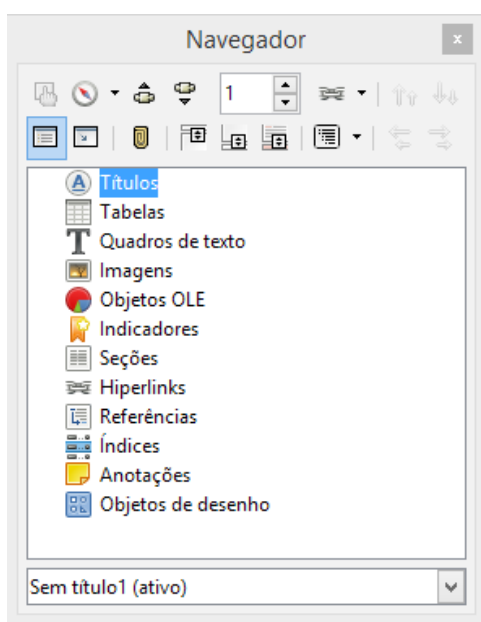 Navegador
x
1
Títulos
Tabelas
Quadros de texto
Imagens
Objetos OLE
Indicadores
Seções
Hiperlinks
Referências
Índices
Anotações
Objetos de desenho
Sem título1 (ativo)